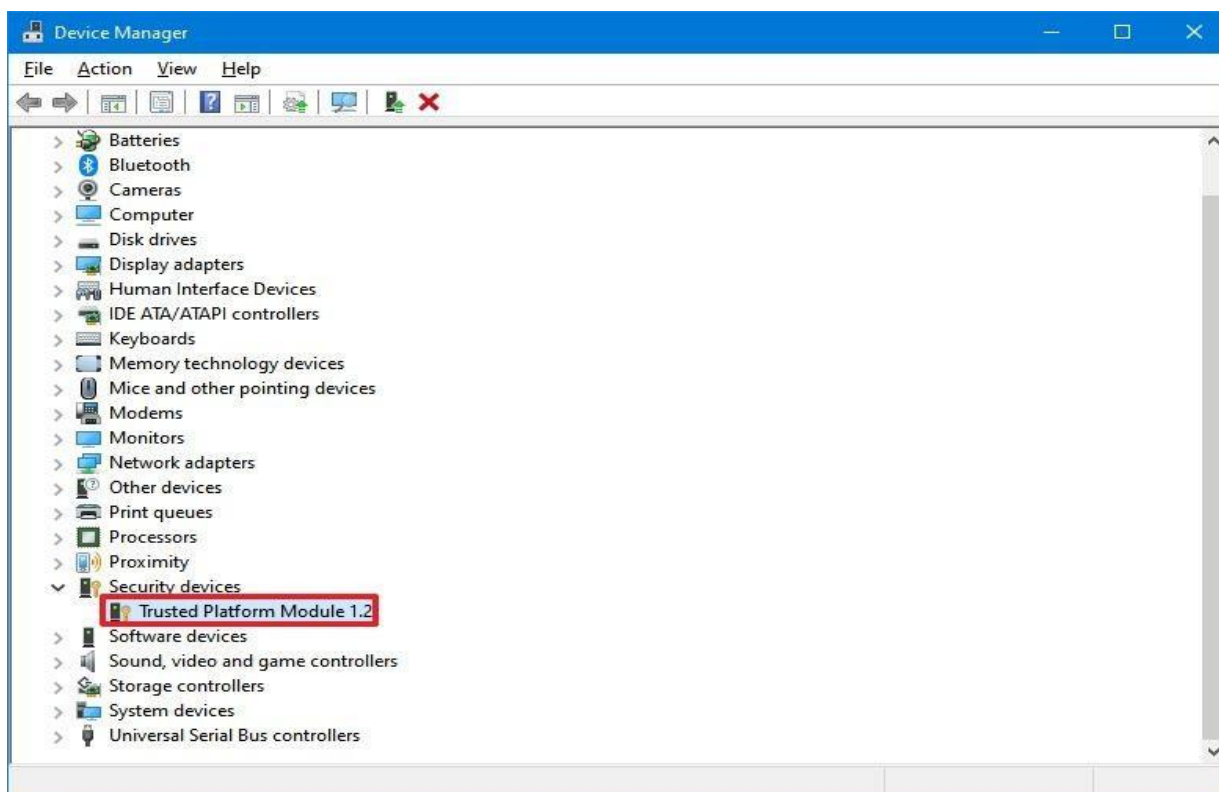 Device Manager
File Action View Help
Batteries
Bluetooth
Cameras
Computer
Disk drives
Display adapters
Human Interface Devices
IDE ATA/ATAPI controllers
Keyboards
Memory technology devices
Mice and other pointing devices
Modems
Monitors
Network adapters
Other devices
Print queues
Processors
Proximity
Security devices
Trusted Platform Module 1.2
Software devices
Sound, video and game controllers
Storage controllers
System devices
Universal Serial Bus controllers